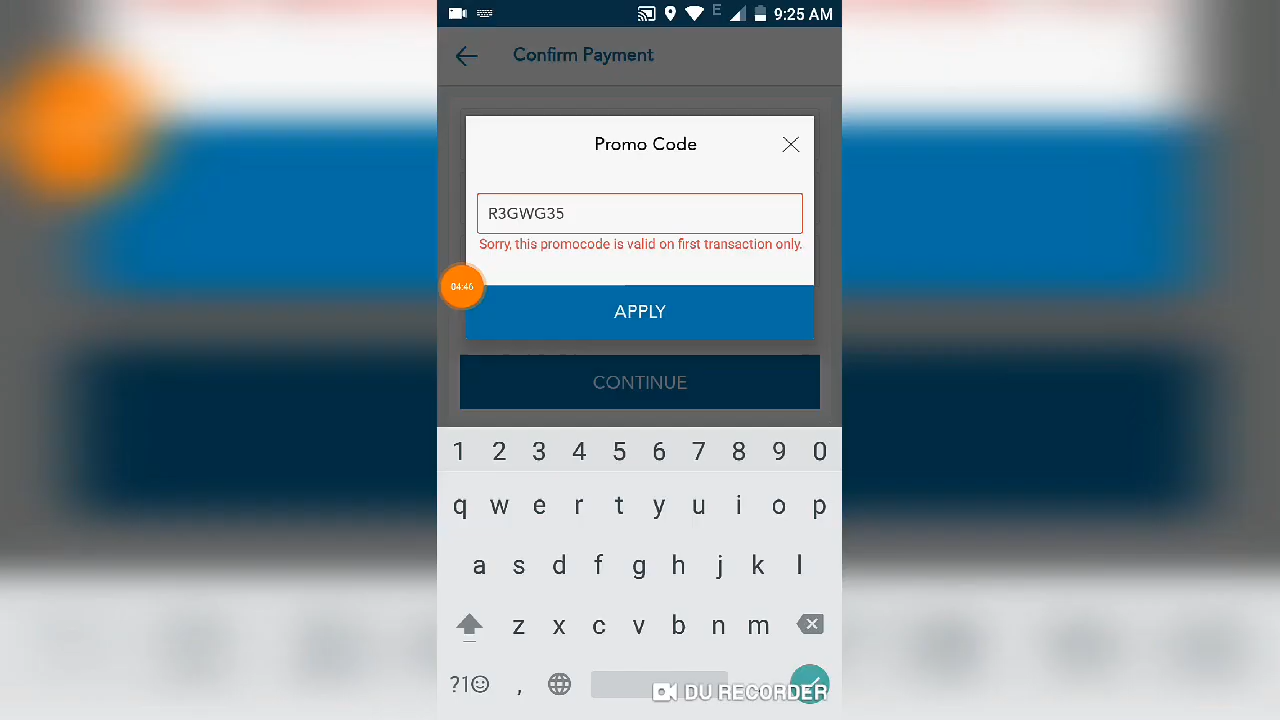 E 9:25 AM
Confirm Payment
Promo Code
R3GWG35
Sorry, this promocode is valid on first transaction only.
04:46
APPLY
CONTINUE
1 2 3 4 5 6 7 8 9 0
q w e r t y u i o p
a s d f g h j k l
z x c v b n m
?1☺ , .
DU RECORDER